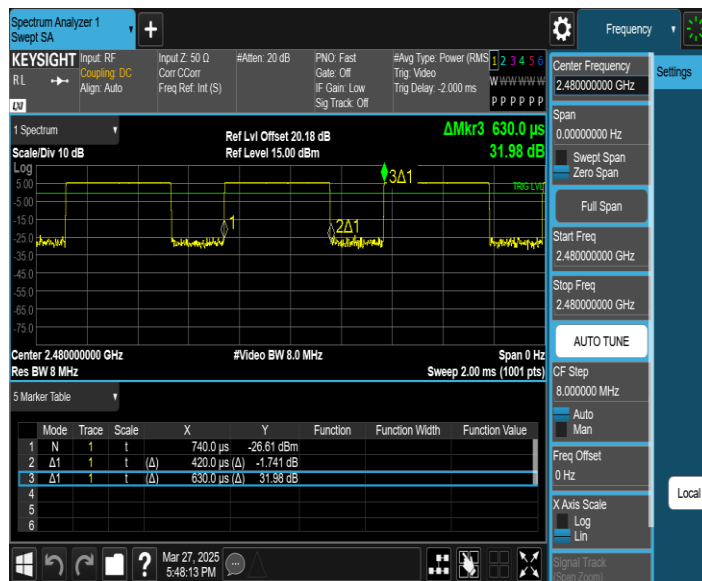 Spectrum Analyzer 1
Swept SA
+
Frequency
KEYSIGHT Input: RF Input Z: 50 Ω #Atten: 20 dB PNO: Fast #Avg Type: Power (RMS 1 2 3 4 5 6
RL Coupling: DC Corr CCorr Gate: Off Trig: Video W W W W W W
Align: Auto Freq Ref: Int (S) IF Gain: Low Trig Delay: -2.000 ms
LXI Sig Track: Off P P P P P P
1 Spectrum
Scale/Div 10 dB
Ref Lvl Offset 20.18 dB
Ref Level 15.00 dBm
ΔMkr3 630.0 µs
31.98 dB
Log
5.00
-5.00
-15.0
-25.0
-35.0
-45.0
-55.0
-65.0
-75.0
3Δ1
TRIG LVL
1
2Δ1
Center 2.480000000 GHz #Video BW 8.0 MHz Span 0 Hz
Res BW 8 MHz Sweep 2.00 ms (1001 pts)
5 Marker Table
Mode Trace Scale X Y Function Function Width Function Value
1 N 1 t 740.0 µs -26.61 dBm
2 Δ1 1 t (Δ) 420.0 µs (Δ) -1.741 dB
3 Δ1 1 t (Δ) 630.0 µs (Δ) 31.98 dB
4
5
6
?
Mar 27, 2025
5:48:13 PM
Center Frequency
2.480000000 GHz
Span
0.00000000 Hz
Swept Span
Zero Span
Full Span
Start Freq
2.480000000 GHz
Stop Freq
2.480000000 GHz
AUTO TUNE
CF Step
8.000000 MHz
Auto
Man
Freq Offset
0 Hz
X Axis Scale
Log
Lin
Signal Track
(Span Zoom)
Settings
Local